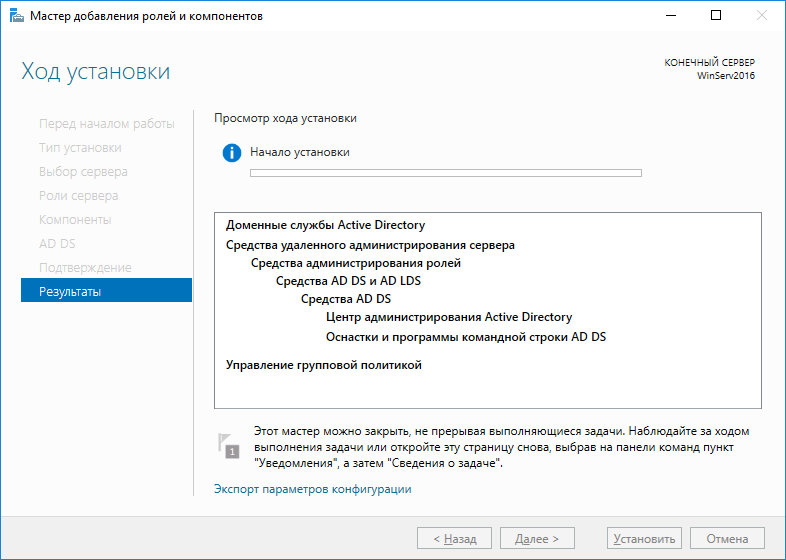 Мастер добавления ролей и компонентов
Ход установки
КОНЕЧНЫЙ СЕРВЕР
WinServ2016
Перед началом работы
Тип установки
Выбор сервера
Роли сервера
Компоненты
AD DS
Подтверждение
Результаты
Просмотр хода установки
Начало установки
Доменные службы Active Directory
Средства удаленного администрирования сервера
Средства администрирования ролей
Средства AD DS и AD LDS
Средства AD DS
Центр администрирования Active Directory
Оснастки и программы командной строки AD DS
Управление групповой политикой
1
Этот мастер можно закрыть, не прерывая выполняющиеся задачи. Наблюдайте за ходом
выполнения задачи или откройте эту страницу снова, выбрав на панели команд пункт
"Уведомления", а затем "Сведения о задаче".
Экспорт параметров конфигурации
< Назад
Далее >
Установить
Отмена